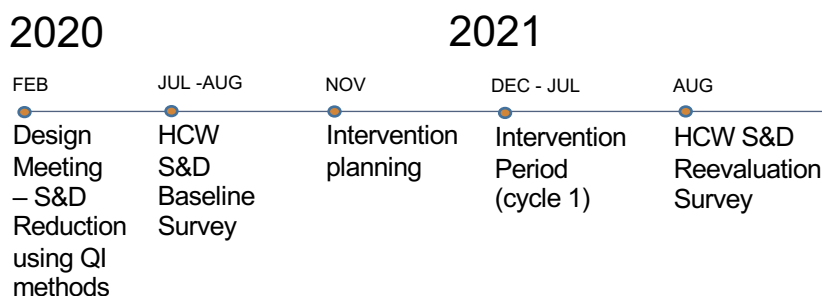 2020
2021
FEB
JUL -AUG
NOV
DEC - JUL
AUG
Design
Meeting
– S&D
Reduction
using QI
methods
HCW
S&D
Baseline
Survey
Intervention
planning
Intervention
Period
(cycle 1)
HCW S&D
Reevaluation
Survey